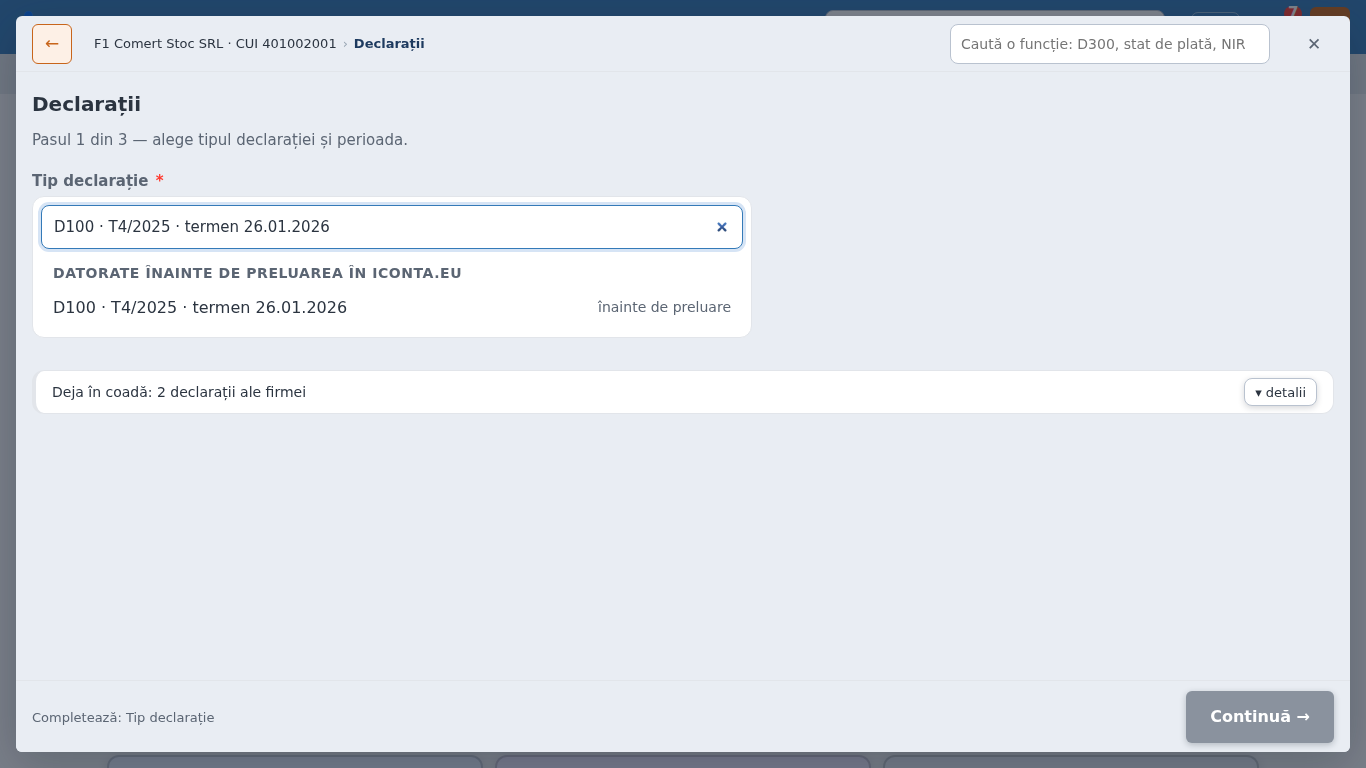 7
← F1 Comert Stoc SRL · CUI 401002001 › Declarații
Caută o funcție: D300, stat de plată, NIR ✕
Declarații
Pasul 1 din 3 — alege tipul declarației și perioada.
Tip declarație *
D100 · T4/2025 · termen 26.01.2026 ×
DATORATE ÎNAINTE DE PRELUAREA ÎN ICONTA.EU
D100 · T4/2025 · termen 26.01.2026 înainte de preluare
Deja în coadă: 2 declarații ale firmei ▾ detalii
Completează: Tip declarație Continuă →